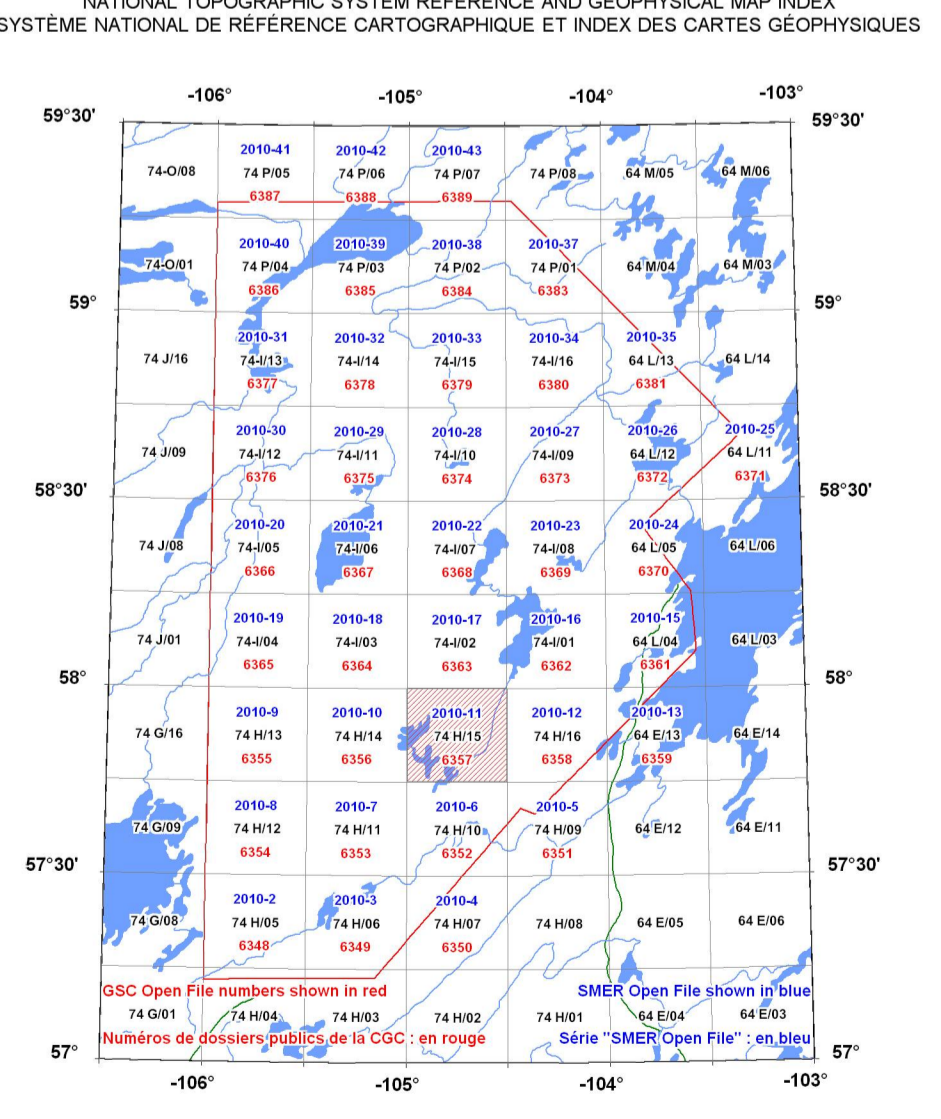 NATIONAL TOPOGRAPHIC SYSTEM REFERENCE AND GEOPHYSICAL MAP INDEX
SYSTÈME NATIONAL DE RÉFÉRENCE CARTOGRAPHIQUE ET INDEX DES CARTES GÉOPHYSIQUES
-106° -105° -104° -103°
59°30' 59°30'
2010-41 2010-42 2010-43
74-O/08 74 P/05 74 P/06 74 P/07 74 P/08 64 M/05 64 M/06
6387 6388 6389
2010-40 2010-39 2010-38 2010-37
74-O/01 74 P/04 74 P/03 74 P/02 74 P/01 64 M/04 64 M/03
6386 6385 6384 6383
59° 59°
2010-31 2010-32 2010-33 2010-34 2010-35
74 J/16 74-I/13 74-I/14 74-I/15 74-I/16 64 L/13 64 L/14
6377 6378 6379 6380 6381
2010-30 2010-29 2010-28 2010-27 2010-26 2010-25
74 J/09 74-I/12 74-I/11 74-I/10 74-I/09 64 L/12 64 L/11
6376 6375 6374 6373 6372 6371
58°30' 58°30'
2010-20 2010-21 2010-22 2010-23 2010-24
74 J/08 74-I/05 74-I/06 74-I/07 74-I/08 64 L/05 64 L/06
6366 6367 6368 6369 6370
2010-19 2010-18 2010-17 2010-16 2010-15
74 J/01 74-I/04 74-I/03 74-I/02 74-I/01 64 L/04 64 L/03
6365 6364 6363 6362 6361
58° 58°
2010-9 2010-10 2010-11 2010-12 2010-13
74 G/16 74 H/13 74 H/14 74 H/15 74 H/16 64 E/13 64 E/14
6355 6356 6357 6358 6359
2010-8 2010-7 2010-6 2010-5
74 G/09 74 H/12 74 H/11 74 H/10 74 H/09 64 E/12 64 E/11
6354 6353 6352 6351
57°30' 57°30'
2010-2 2010-3 2010-4
74 G/08 74 H/05 74 H/06 74 H/07 74 H/08 64 E/05 64 E/06
6348 6349 6350
GSC Open File numbers shown in red SMER Open File shown in blue
74 G/01 74 H/04 74 H/03 74 H/02 74 H/01 64 E/04 64 E/03
Numéros de dossiers publics de la CGC : en rouge Série "SMER Open File" : en bleu
57° 57°
-106° -105° -104° -103°